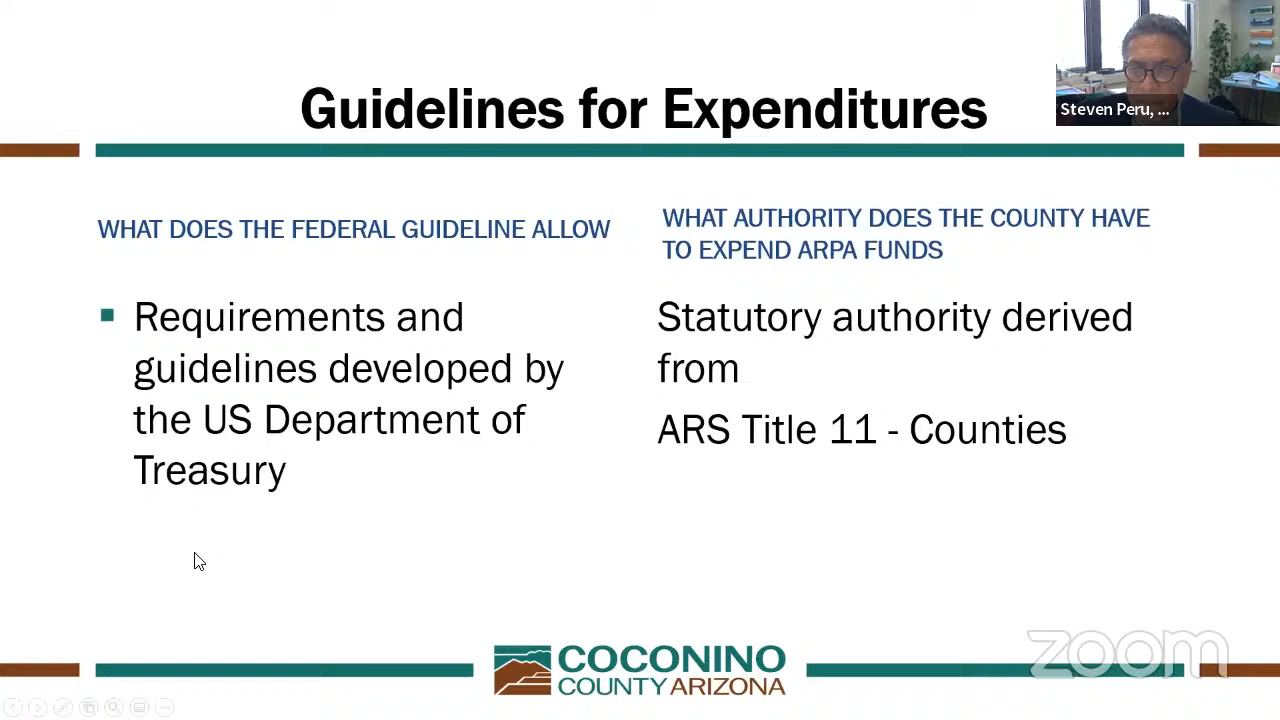 Guidelines for Expenditures
Steven Peru, ...
WHAT DOES THE FEDERAL GUIDELINE ALLOW
▪ Requirements and
guidelines developed by
the US Department of
Treasury
WHAT AUTHORITY DOES THE COUNTY HAVE
TO EXPEND ARPA FUNDS
Statutory authority derived
from
ARS Title 11 - Counties
COCONINO
COUNTY ARIZONA
zoom